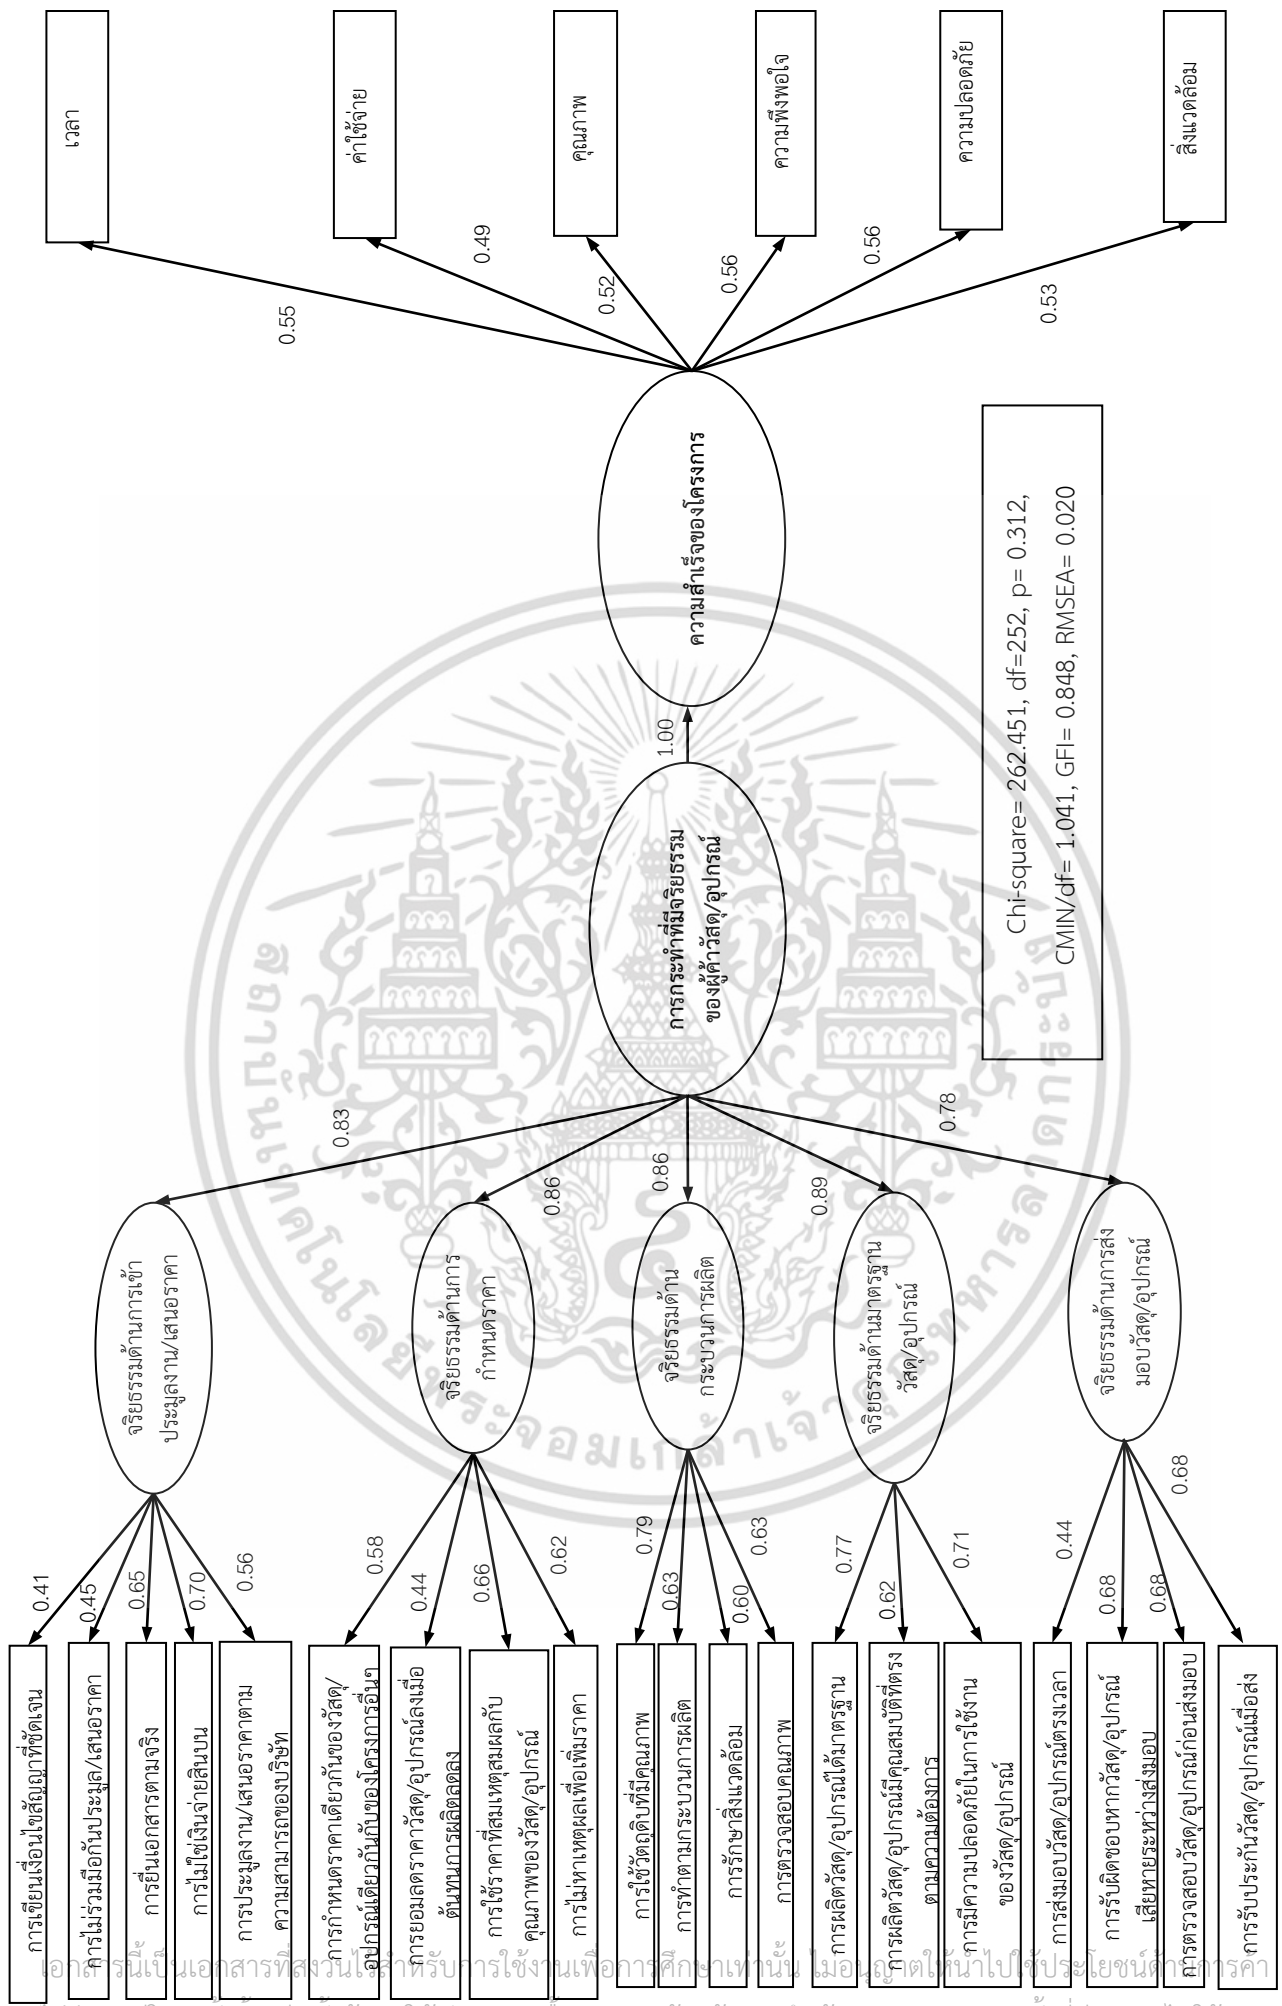 การเขียนเงื่อนไขสัญญาที่ชัดเจน
การไม่ร่วมมือกันประมูล/เสนอราคา
การยื่นเอกสารตามจริง
การไม่ใช่เงินจ่ายสินบน
การประมูลงาน/เสนอราคาตาม
ความสามารถของบริษัท
การกำหนดราคาเดียวกันของวัสดุ/
อุปกรณ์เดียวกันกับของโครงการอื่นๆ
การยอมลดราคาวัสดุ/อุปกรณ์ลงเมื่อ
ต้นทุนการผลิตลดลง
การใช้ราคาที่สมเหตุสมผลกับ
คุณภาพของวัสดุ/อุปกรณ์
การไม่หาเหตุผลเพื่อเพิ่มราคา
การใช้วัตถุดิบที่มีคุณภาพ
การทำตามกระบวนการผลิต
การรักษาสิ่งแวดล้อม
การตรวจสอบคุณภาพ
การผลิตวัสดุ/อุปกรณ์ได้มาตรฐาน
การผลิตวัสดุ/อุปกรณ์มีคุณสมบัติที่ตรง
ตามความต้องการ
การมีความปลอดภัยในการใช้งาน
ของวัสดุ/อุปกรณ์
การส่งมอบวัสดุ/อุปกรณ์ตรงเวลา
การรับผิดชอบหากวัสดุ/อุปกรณ์
เสียหายระหว่างส่งมอบ
การตรวจสอบวัสดุ/อุปกรณ์ก่อนส่งมอบ
การรับประกันวัสดุ/อุปกรณ์เมื่อส่ง
0.41
0.45
0.65
0.70
0.56
0.58
0.44
0.66
0.62
0.79
0.63
0.60
0.63
0.77
0.62
0.71
0.44
0.68
0.68
0.68
จริยธรรมด้านการเข้า
ประมูลงาน/เสนอราคา
จริยธรรมด้านการ
กำหนดราคา
จริยธรรมด้าน
กระบวนการผลิต
จริยธรรมด้านมาตรฐาน
วัสดุ/อุปกรณ์
จริยธรรมด้านการส่ง
มอบวัสดุ/อุปกรณ์
0.83
0.86
0.86
0.89
0.78
การกระทำที่มีจริยธรรม
ของผู้ค้าวัสดุ/อุปกรณ์
1.00
ความสำเร็จของโครงการ
Chi-square= 262.451, df=252, p= 0.312,
CMIN/df= 1.041, GFI= 0.848, RMSEA= 0.020
0.55
0.49
0.52
0.56
0.56
0.53
เวลา
ค่าใช้จ่าย
คุณภาพ
ความพึงพอใจ
ความปลอดภัย
สิ่งแวดล้อม
สถาบันเทคโนโลยีพระจอมเกล้าเจ้าคุณทหารลาดกระบัง
เอกสารนี้เป็นเอกสารที่สงวนไว้สำหรับการใช้งานเพื่อการศึกษาเท่านั้น ไม่อนุญาตให้นำไปใช้ประโยชน์ด้านการค้า